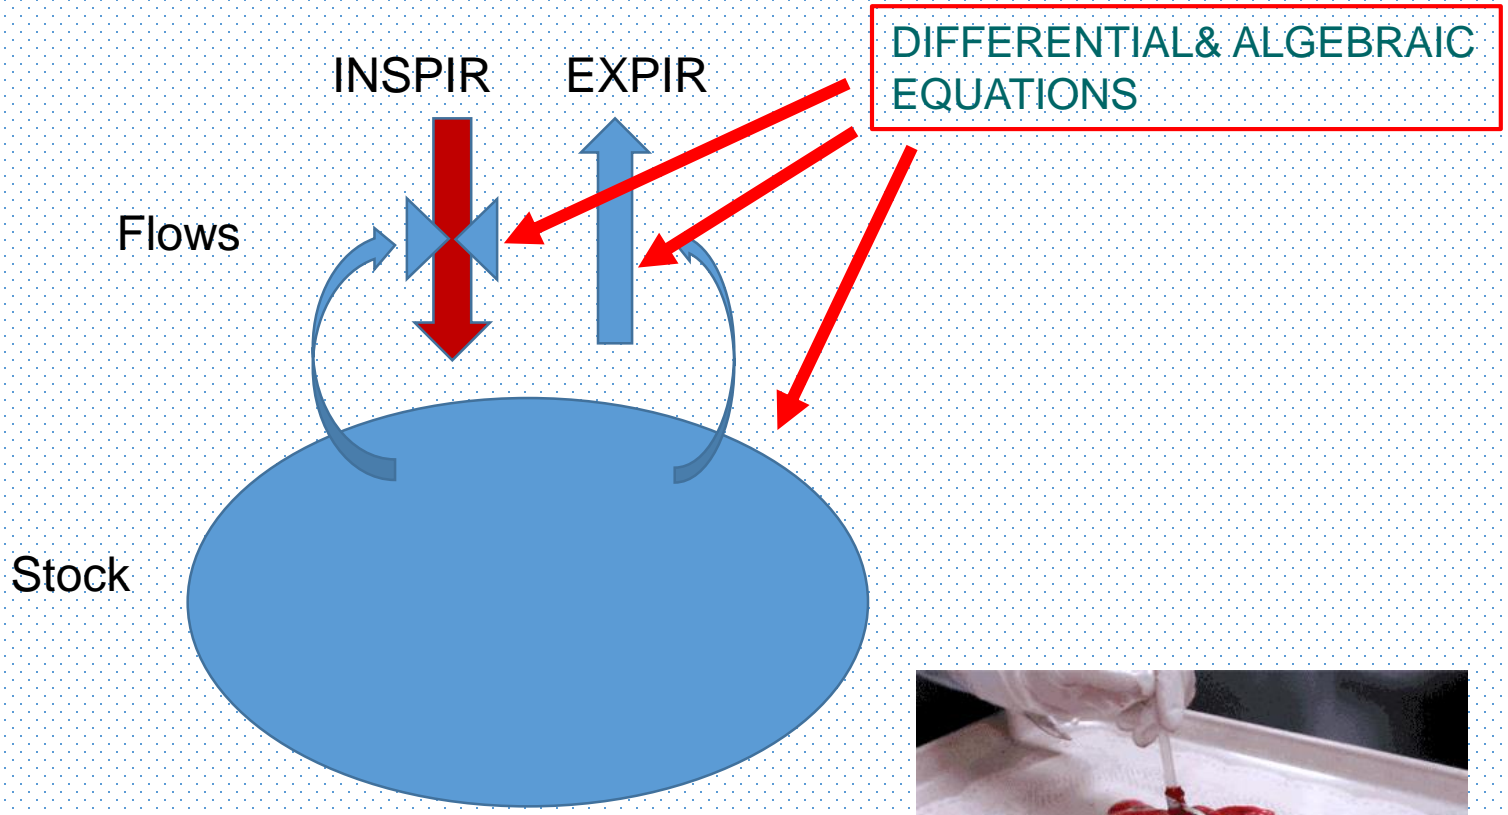 DIFFERENTIAL& ALGEBRAIC
EQUATIONS
INSPIR EXPIR
Flows
Stock